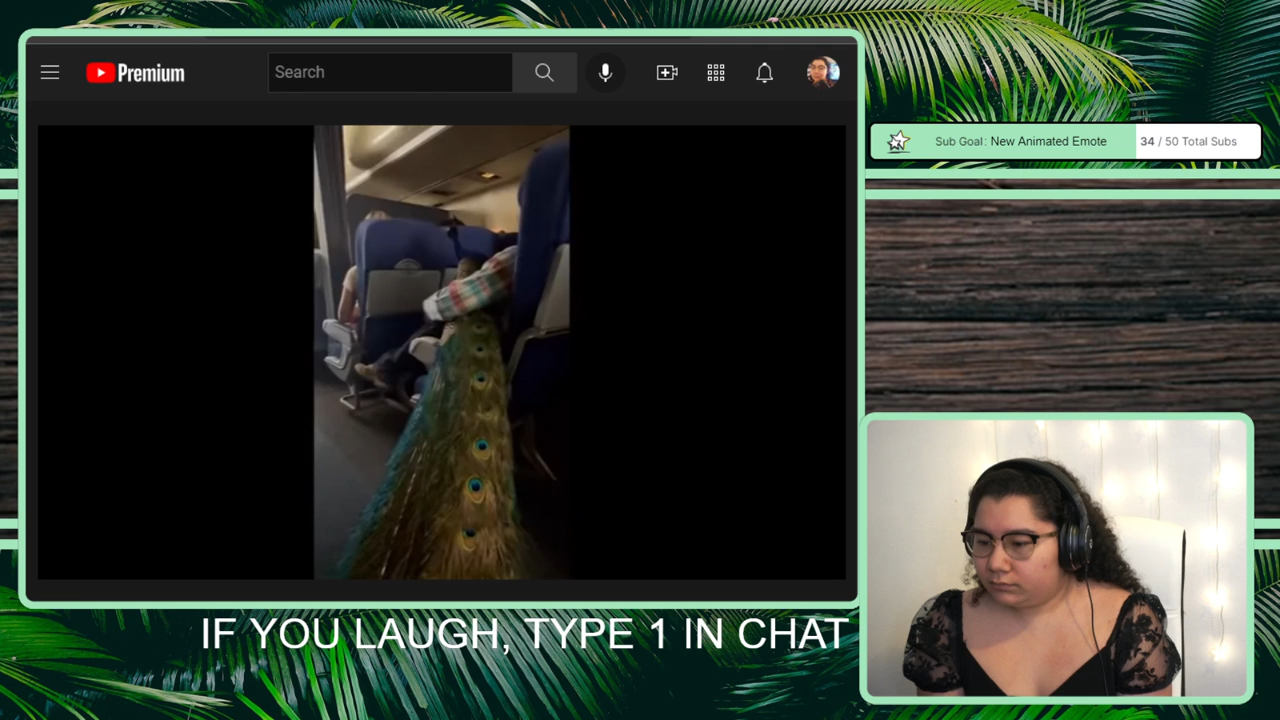 Premium
Search
Sub Goal: New Animated Emote 34 / 50 Total Subs
IF YOU LAUGH, TYPE 1 IN CHAT